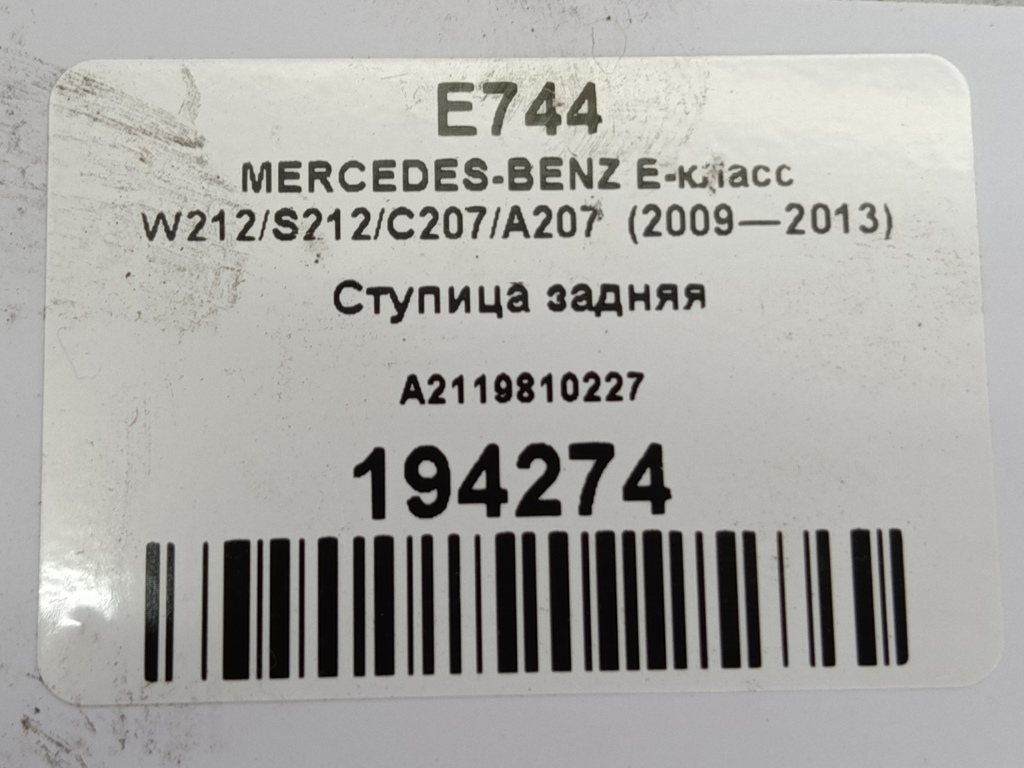 E744
MERCEDES-BENZ E-класс
W212/S212/C207/A207 (2009—2013)
Ступица задняя
A2119810227
194274